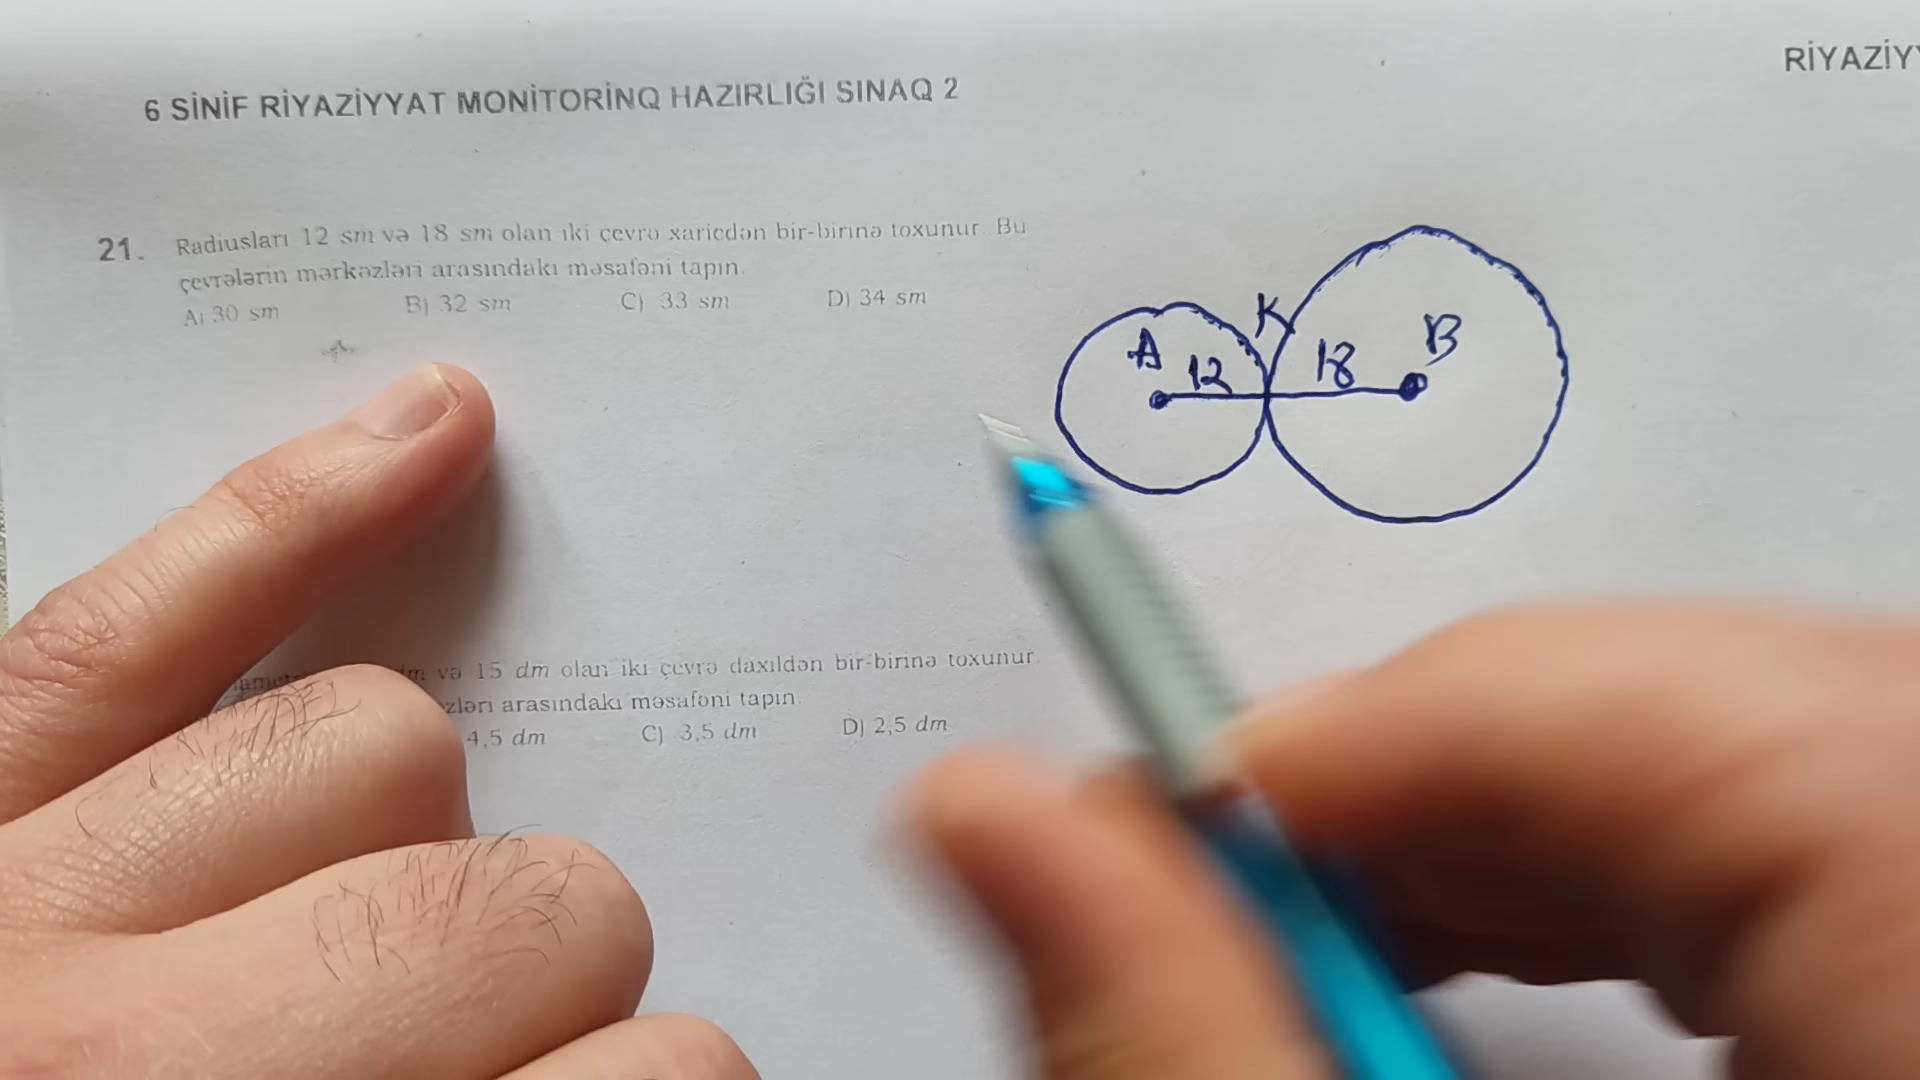 6 SİNİF RİYAZİYYAT MONİTORİNQ HAZIRLIĞI SINAQ 2
RİYAZİY
21. Radiusları 12 sm və 18 sm olan iki çevrə xaricdən bir-birinə toxunur. Bu
çevrələrin mərkəzləri arasındakı məsafəni tapın.
A) 30 sm B) 32 sm C) 33 sm D) 34 sm
K
A 12 18 B
və 15 dm olan iki çevrə daxildən bir-birinə toxunur.
arasındakı məsafəni tapın.
4,5 dm C) 3,5 dm D) 2,5 dm